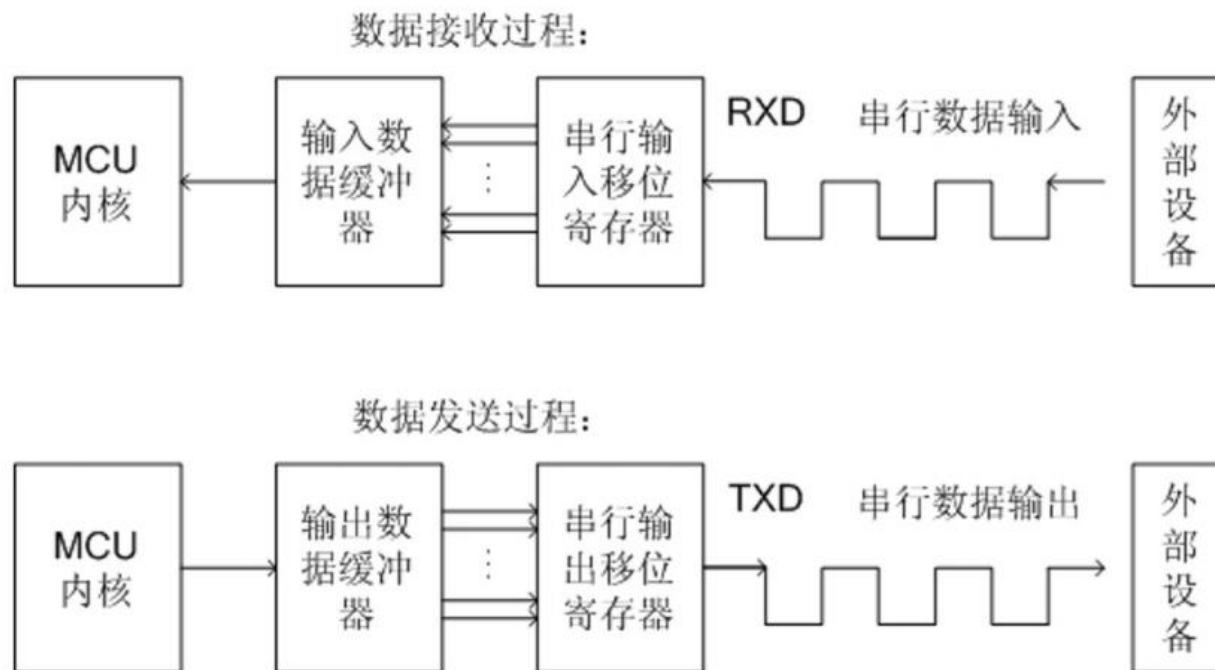 数据接收过程：
MCU
内核
输入数
据缓冲
器
串行输
入移位
寄存器
RXD 串行数据输入
外
部
设
备
数据发送过程：
MCU
内核
输出数
据缓冲
器
串行输
出移位
寄存器
TXD 串行数据输出
外
部
设
备